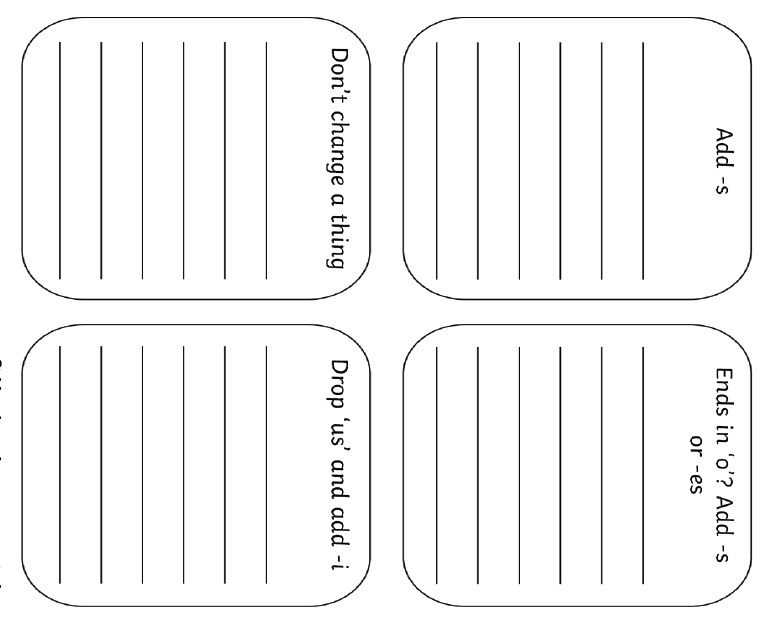 Add -s
Ends in ‘o’? Add -s
or -es
Don’t change a thing
Drop ‘us’ and add -i